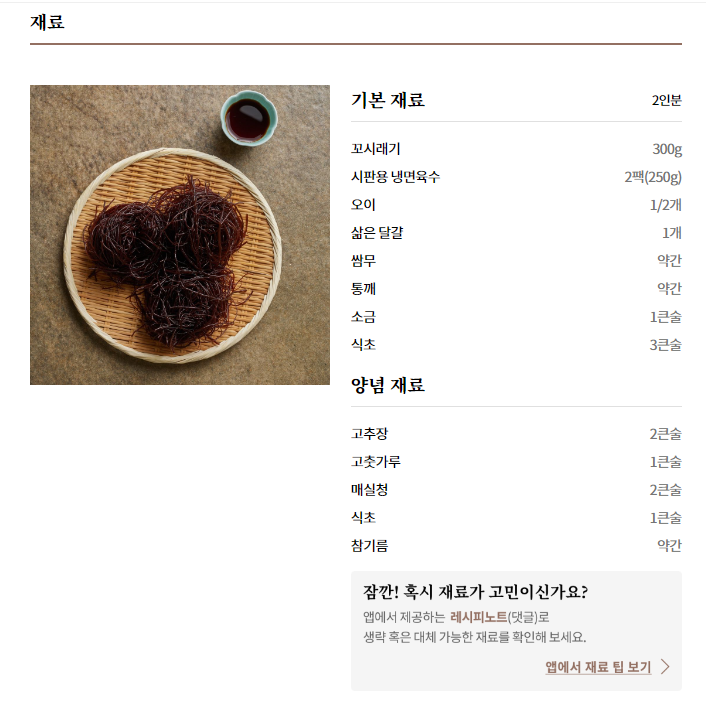 재료
기본 재료 2인분
꼬시래기 300g
시판용 냉면육수 2팩(250g)
오이 1/2개
삶은 달걀 1개
쌈무 약간
통깨 약간
소금 1큰술
식초 3큰술
양념 재료
고추장 2큰술
고춧가루 1큰술
매실청 2큰술
식초 1큰술
참기름 약간
잠깐! 혹시 재료가 고민이신가요?
앱에서 제공하는 레시피노트(댓글)로
생략 혹은 대체 가능한 재료를 확인해 보세요.
앱에서 재료 팁 보기